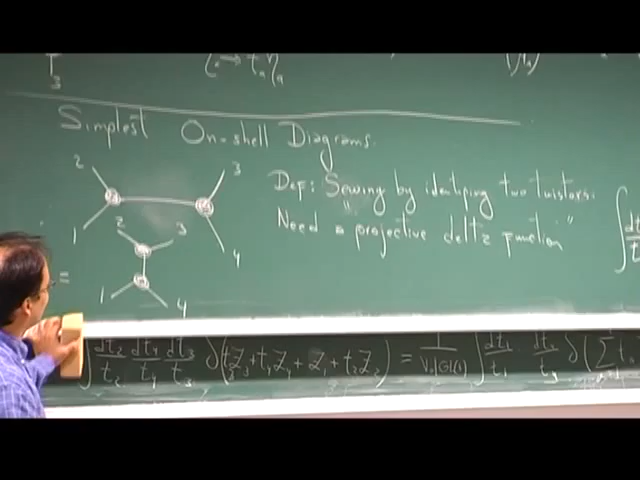 Simplest On-shell Diagrams.
2 3
1 4
Def: "Sewing by identifying two twistors.
Need a projective delta function"
2 3
=
1 4
∫ dt₂/t₂ dt₄/t₄ dt₃/t₃ δ(t₃Z₃+t₄Z₄+Z₁+t₂Z₂) = 1/Vol GL(1) ∫ dt₁/t₁